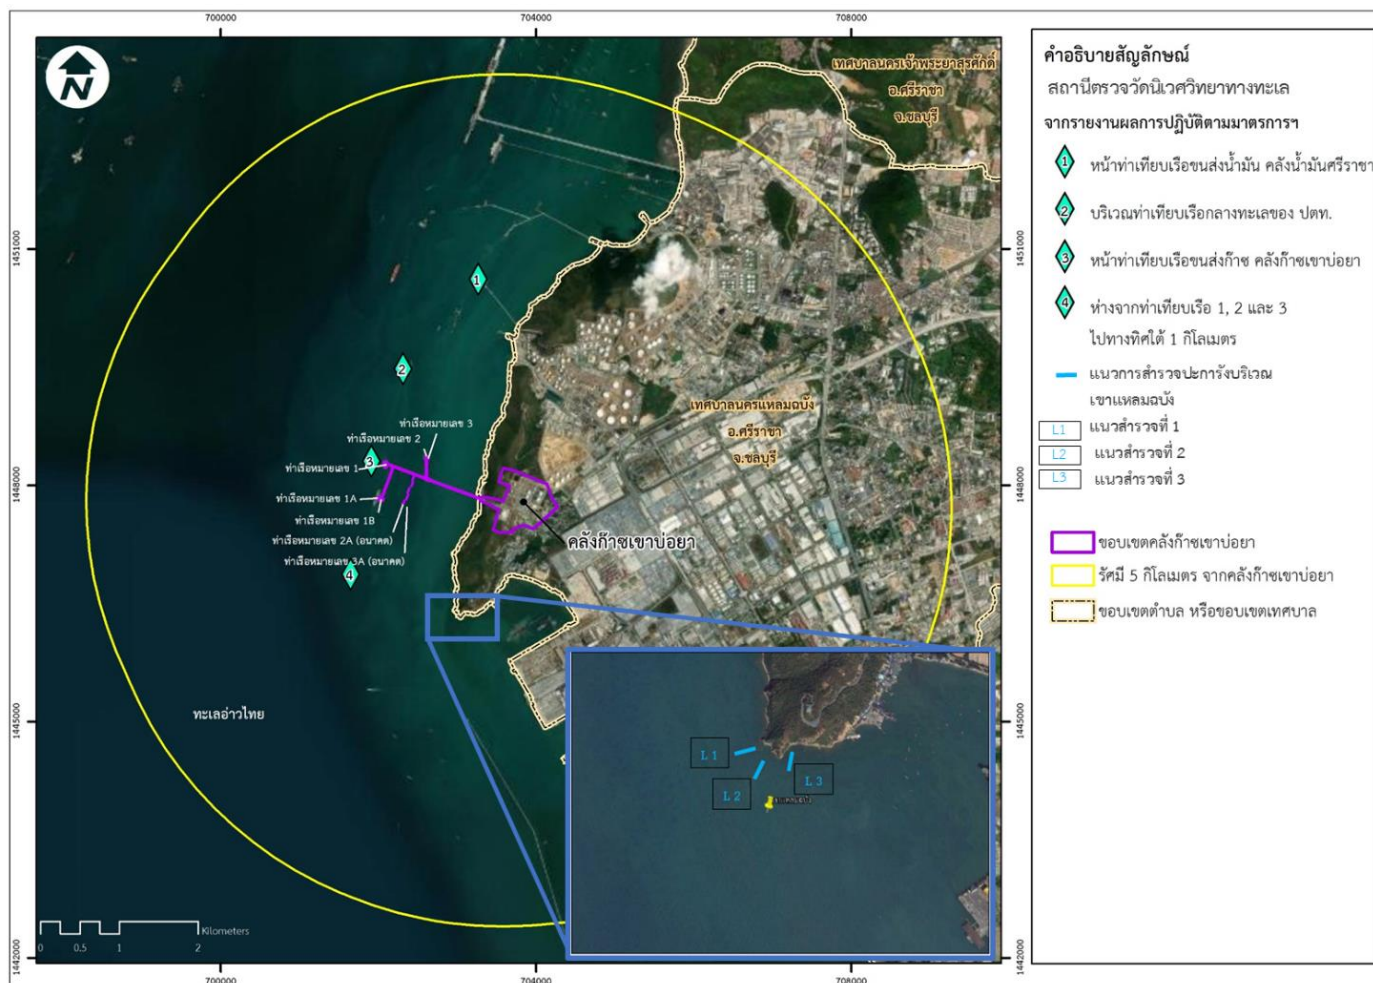 700000
704000
708000
N
เทศบาลนครเจ้าพระยาสุรศักดิ์
อ.ศรีราชา
จ.ชลบุรี
1451000
1451000
1
2
ท่าเรือหมายเลข 3
ท่าเรือหมายเลข 2
3
ท่าเรือหมายเลข 1
เทศบาลนครแหลมฉบัง
อ.ศรีราชา
จ.ชลบุรี
1448000
1448000
ท่าเรือหมายเลข 1A
ท่าเรือหมายเลข 1B
ท่าเรือหมายเลข 2A (อนาคต)
ท่าเรือหมายเลข 3A (อนาคต)
คลังก๊าซเขาบ่อยา
4
ทะเลอ่าวไทย
1445000
1445000
L 1
L 2
L 3
Kilometers
0 0.5 1 2
1442000
1442000
700000
704000
708000
คำอธิบายสัญลักษณ์
สถานีตรวจวัดนิเวศวิทยาทางทะเล
จากรายงานผลการปฏิบัติตามมาตรการฯ
1 หน้าท่าเทียบเรือขนส่งน้ำมัน คลังน้ำมันศรีราชา
2 บริเวณท่าเทียบเรือกลางทะเลของ ปตท.
3 หน้าท่าเทียบเรือขนส่งก๊าซ คลังก๊าซเขาบ่อยา
4 ห่างจากท่าเทียบเรือ 1, 2 และ 3
ไปทางทิศใต้ 1 กิโลเมตร
แนวการสำรวจปะการังบริเวณ
เขาแหลมฉบัง
L1 แนวสำรวจที่ 1
L2 แนวสำรวจที่ 2
L3 แนวสำรวจที่ 3
ขอบเขตคลังก๊าซเขาบ่อยา
รัศมี 5 กิโลเมตร จากคลังก๊าซเขาบ่อยา
ขอบเขตตำบล หรือขอบเขตเทศบาล